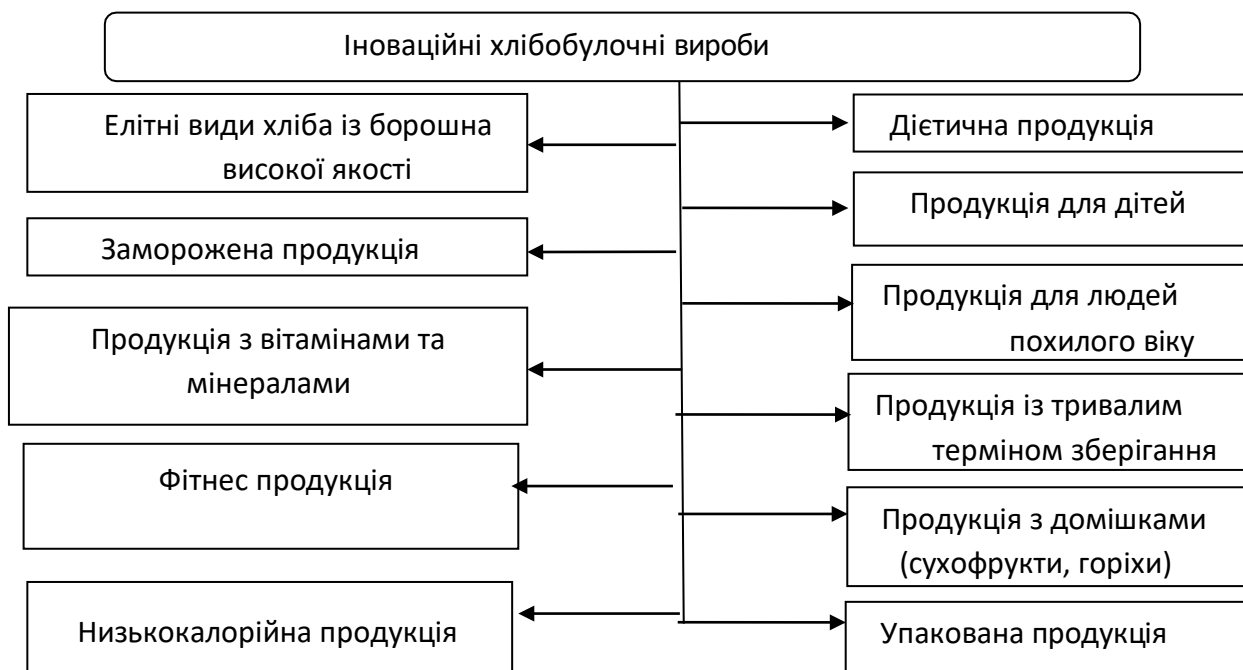 Іноваційні хлібобулочні вироби
Елітні види хліба із борошна
високої якості
Заморожена продукція
Продукція з вітамінами та
мінералами
Фітнес продукція
Низькокалорійна продукція
Дієтична продукція
Продукція для дітей
Продукція для людей
похилого віку
Продукція із тривалим
терміном зберігання
Продукція з домішками
(сухофрукти, горіхи)
Упакована продукція